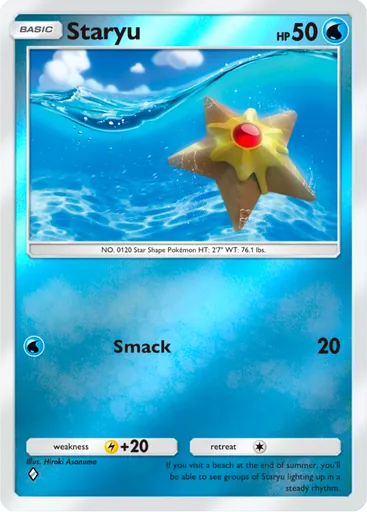 BASIC Staryu HP 50
NO. 0120 Star Shape Pokémon HT: 2'7" WT: 76.1 lbs.
Smack 20
weakness +20 retreat
Illus. Hiroki Asanuma
If you visit a beach at the end of summer, you'll
be able to see groups of Staryu lighting up in a
steady rhythm.